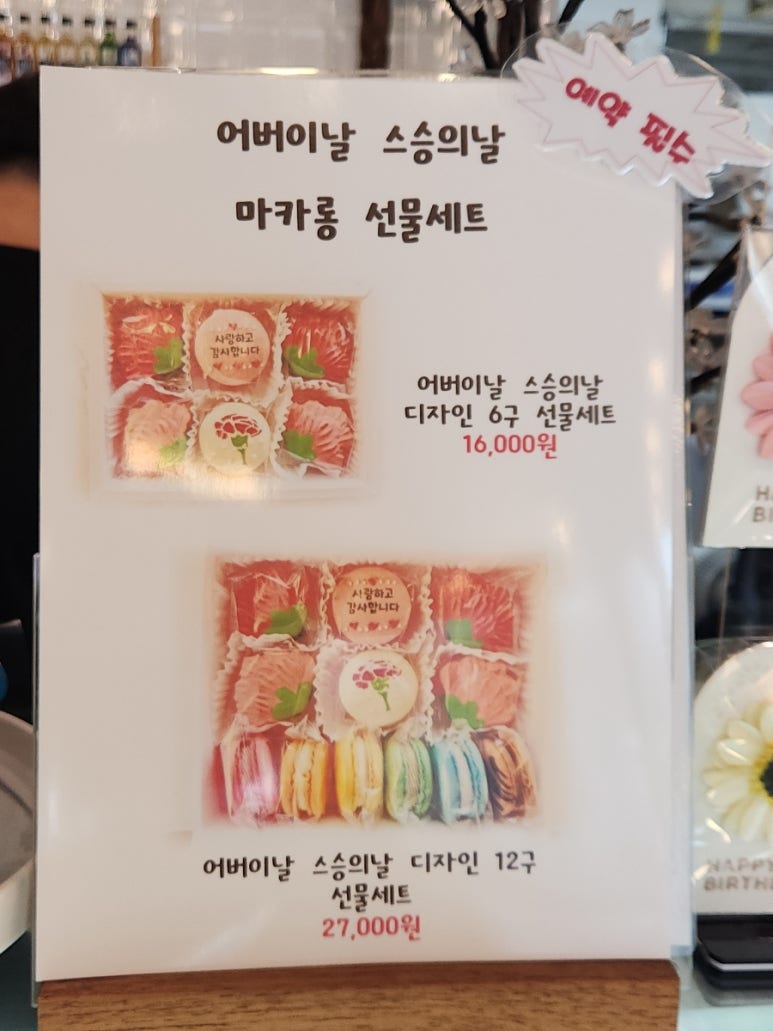 예약 필수
어버이날 스승의날
마카롱 선물세트
사랑하고
감사합니다
어버이날 스승의날
디자인 6구 선물세트
16,000원
사랑하고
감사합니다
어버이날 스승의날 디자인 12구
선물세트
27,000원
HAPPY